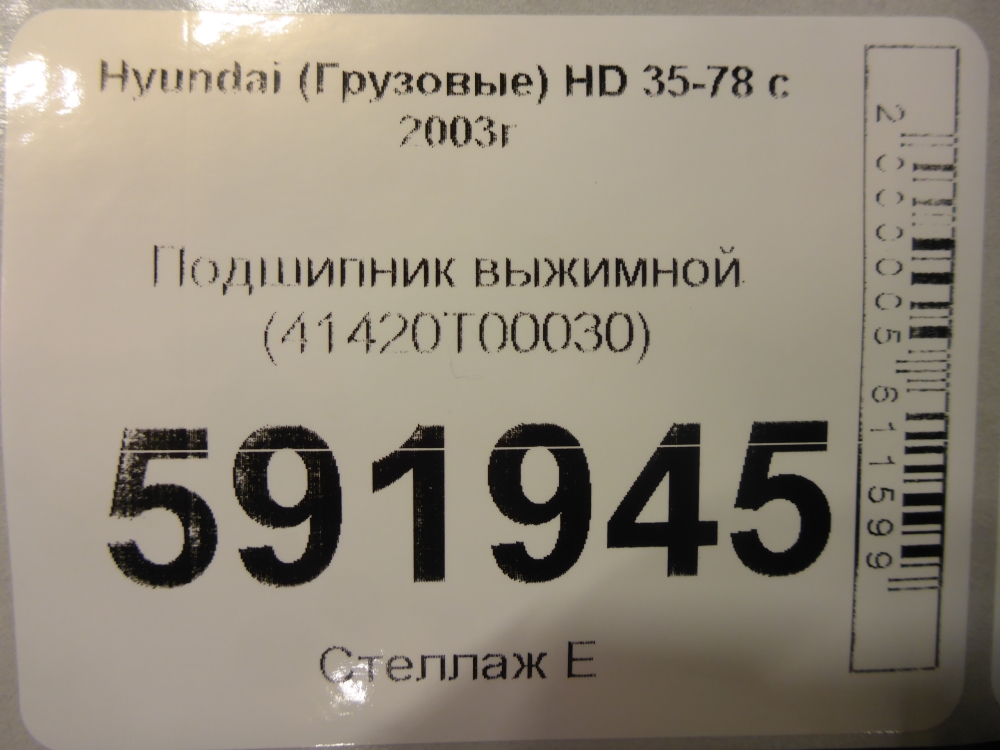 Hyundai (Грузовые) HD 35-78 с
2003г
Подшипник выжимной
(41420T00030)
591945
Стеллаж Е
2000005611599